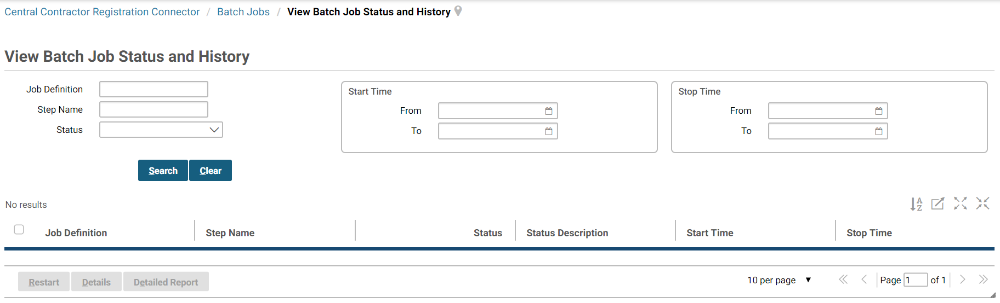 Central Contractor Registration Connector / Batch Jobs / View Batch Job Status and History
View Batch Job Status and History
Job Definition
Step Name
Status
Start Time
From
To
Stop Time
From
To
Search Clear
No results
Job Definition Step Name Status Status Description Start Time Stop Time
Restart Details Detailed Report 10 per page Page 1 of 1